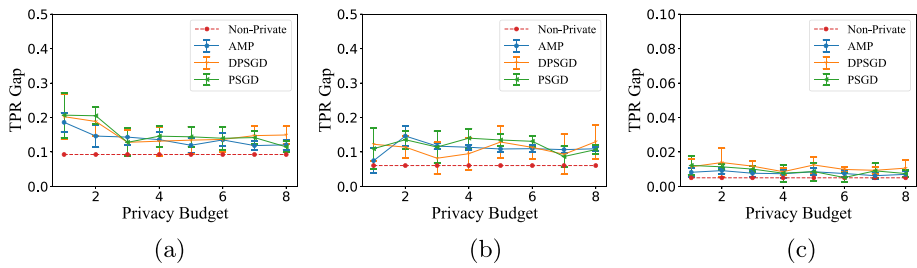 0.5
0.4
0.3
0.2
0.1
0.0
TPR Gap
2
4
6
8
Privacy Budget
Non-Private
AMP
DPSGD
PSGD
(a)
0.5
0.4
0.3
0.2
0.1
0.0
TPR Gap
2
4
6
8
Privacy Budget
Non-Private
AMP
DPSGD
PSGD
(b)
0.10
0.08
0.06
0.04
0.02
0.00
TPR Gap
2
4
6
8
Privacy Budget
Non-Private
AMP
DPSGD
PSGD
(c)